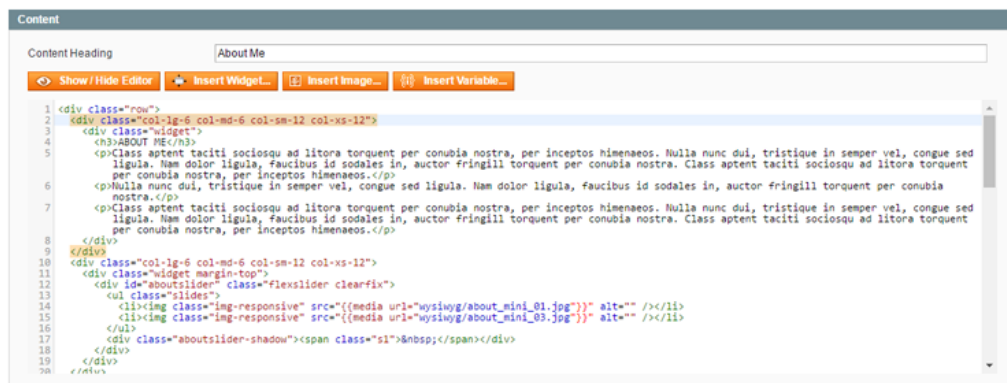 Content
Content Heading
About Me
Show / Hide Editor
Insert Widget...
Insert Image...
Insert Variable...
1 <div class="row">
2 <div class="col-lg-6 col-md-6 col-sm-12 col-xs-12">
3 <div class="widget">
4 <h3>ABOUT ME</h3>
5 <p>Class aptent taciti sociosqu ad litora torquent per conubia nostra, per inceptos himenaeos. Nulla nunc dui, tristique in semper vel, congue sed
ligula. Nam dolor ligula, faucibus id sodales in, auctor fringill torquent per conubia nostra. Class aptent taciti sociosqu ad litora torquent
per conubia nostra, per inceptos himenaeos.</p>
6 <p>Nulla nunc dui, tristique in semper vel, congue sed ligula. Nam dolor ligula, faucibus id sodales in, auctor fringill torquent per conubia
nostra.</p>
7 <p>Class aptent taciti sociosqu ad litora torquent per conubia nostra, per inceptos himenaeos. Nulla nunc dui, tristique in semper vel, congue sed
ligula. Nam dolor ligula, faucibus id sodales in, auctor fringill torquent per conubia nostra. Class aptent taciti sociosqu ad litora torquent
per conubia nostra, per inceptos himenaeos.</p>
8 </div>
9 </div>
10 <div class="col-lg-6 col-md-6 col-sm-12 col-xs-12">
11 <div class="widget margin-top">
12 <div id="aboutslider" class="flexslider clearfix">
13 <ul class="slides">
14 <li><img class="img-responsive" src="{{media url="wysiwyg/about_mini_01.jpg"}}" alt="" /></li>
15 <li><img class="img-responsive" src="{{media url="wysiwyg/about_mini_03.jpg"}}" alt="" /></li>
16 </ul>
17 <div class="aboutslider-shadow"><span class="s1">&nbsp;</span></div>
18 </div>
19 </div>
20 </div>